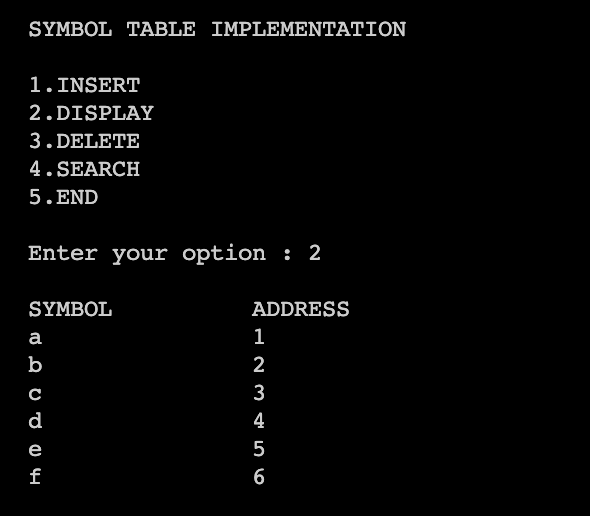 SYMBOL TABLE IMPLEMENTATION
1.INSERT
2.DISPLAY
3.DELETE
4.SEARCH
5.END
Enter your option : 2
SYMBOL ADDRESS
a 1
b 2
c 3
d 4
e 5
f 6